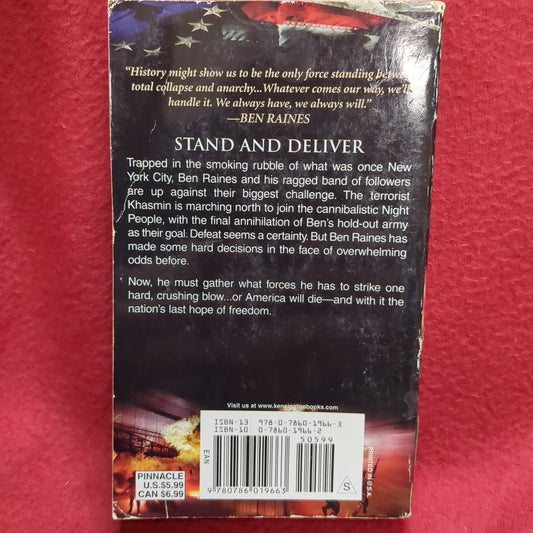 “History might show us to be the only force standing between
total collapse and anarchy...Whatever comes our way, we'll
handle it. We always have, we always will.”
—BEN RAINES
STAND AND DELIVER
Trapped in the smoking rubble of what was once New
York City, Ben Raines and his ragged band of followers
are up against their biggest challenge. The terrorist
Khasmin is marching north to join the cannibalistic Night
People, with the final annihilation of Ben's hold-out army
as their goal. Defeat seems a certainty. But Ben Raines has
made some hard decisions in the face of overwhelming
odds before.
Now, he must gather what forces he has to strike one
hard, crushing blow...or America will die—and with it the
nation's last hope of freedom.
Visit us at www.kensingtonbooks.com
ISBN-13: 978-0-7860-1966-3
ISBN-10: 0-7860-1966-2
50599
EAN
9 780786 019663
S
PRINTED IN U.S.A.
PINNACLE
U.S.$5.99
CAN $6.99